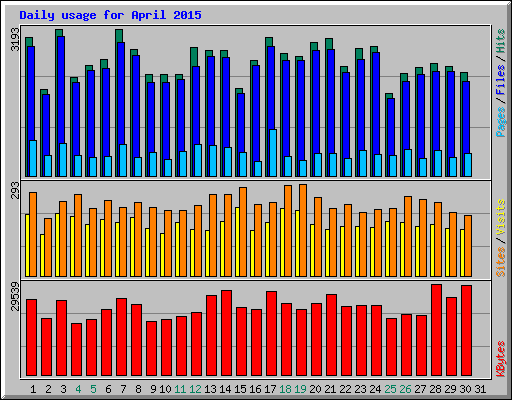 Daily usage for April 2015
3193
Pages / Files / Hits
293
Sites / Visits
29539
KBytes
1 2 3 4 5 6 7 8 9 10 11 12 13 14 15 16 17 18 19 20 21 22 23 24 25 26 27 28 29 30 31